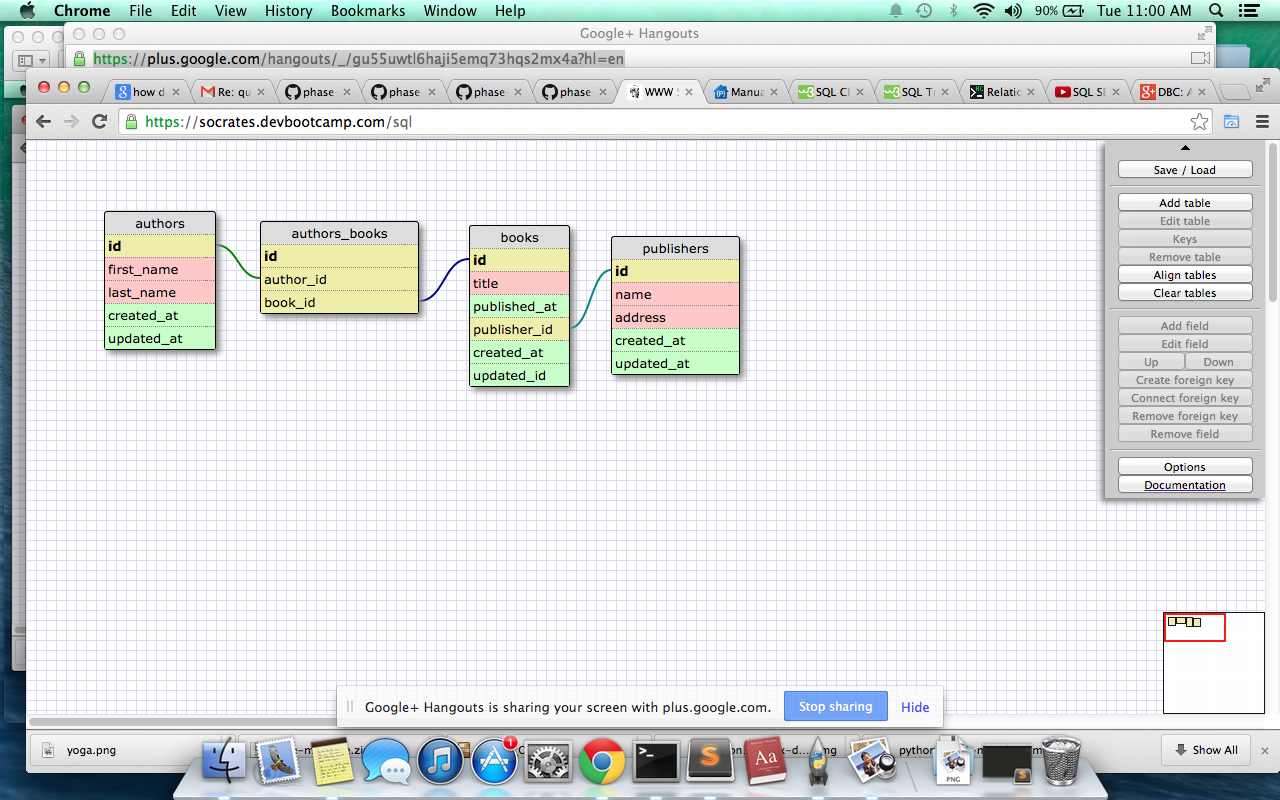 Chrome File Edit View History Bookmarks Window Help 90% Tue 11:00 AM
Google+ Hangouts
https://plus.google.com/hangouts/_/gu55uwtl6haji5emq73hqs2mx4a?hl=en
how d Re: qu phase- phase- phase- phase WWW S Manua SQL Cl SQL T Relatio SQL SE DBC: A
https://socrates.devbootcamp.com/sql
authors
id
first_name
last_name
created_at
updated_at
authors_books
id
author_id
book_id
books
id
title
published_at
publisher_id
created_at
updated_id
publishers
id
name
address
created_at
updated_at
Save / Load
Add table
Edit table
Keys
Remove table
Align tables
Clear tables
Add field
Edit field
Up Down
Create foreign key
Connect foreign key
Remove foreign key
Remove field
Options
Documentation
Google+ Hangouts is sharing your screen with plus.google.com. Stop sharing Hide
yoga.png
Show All
1
Aa
PNG